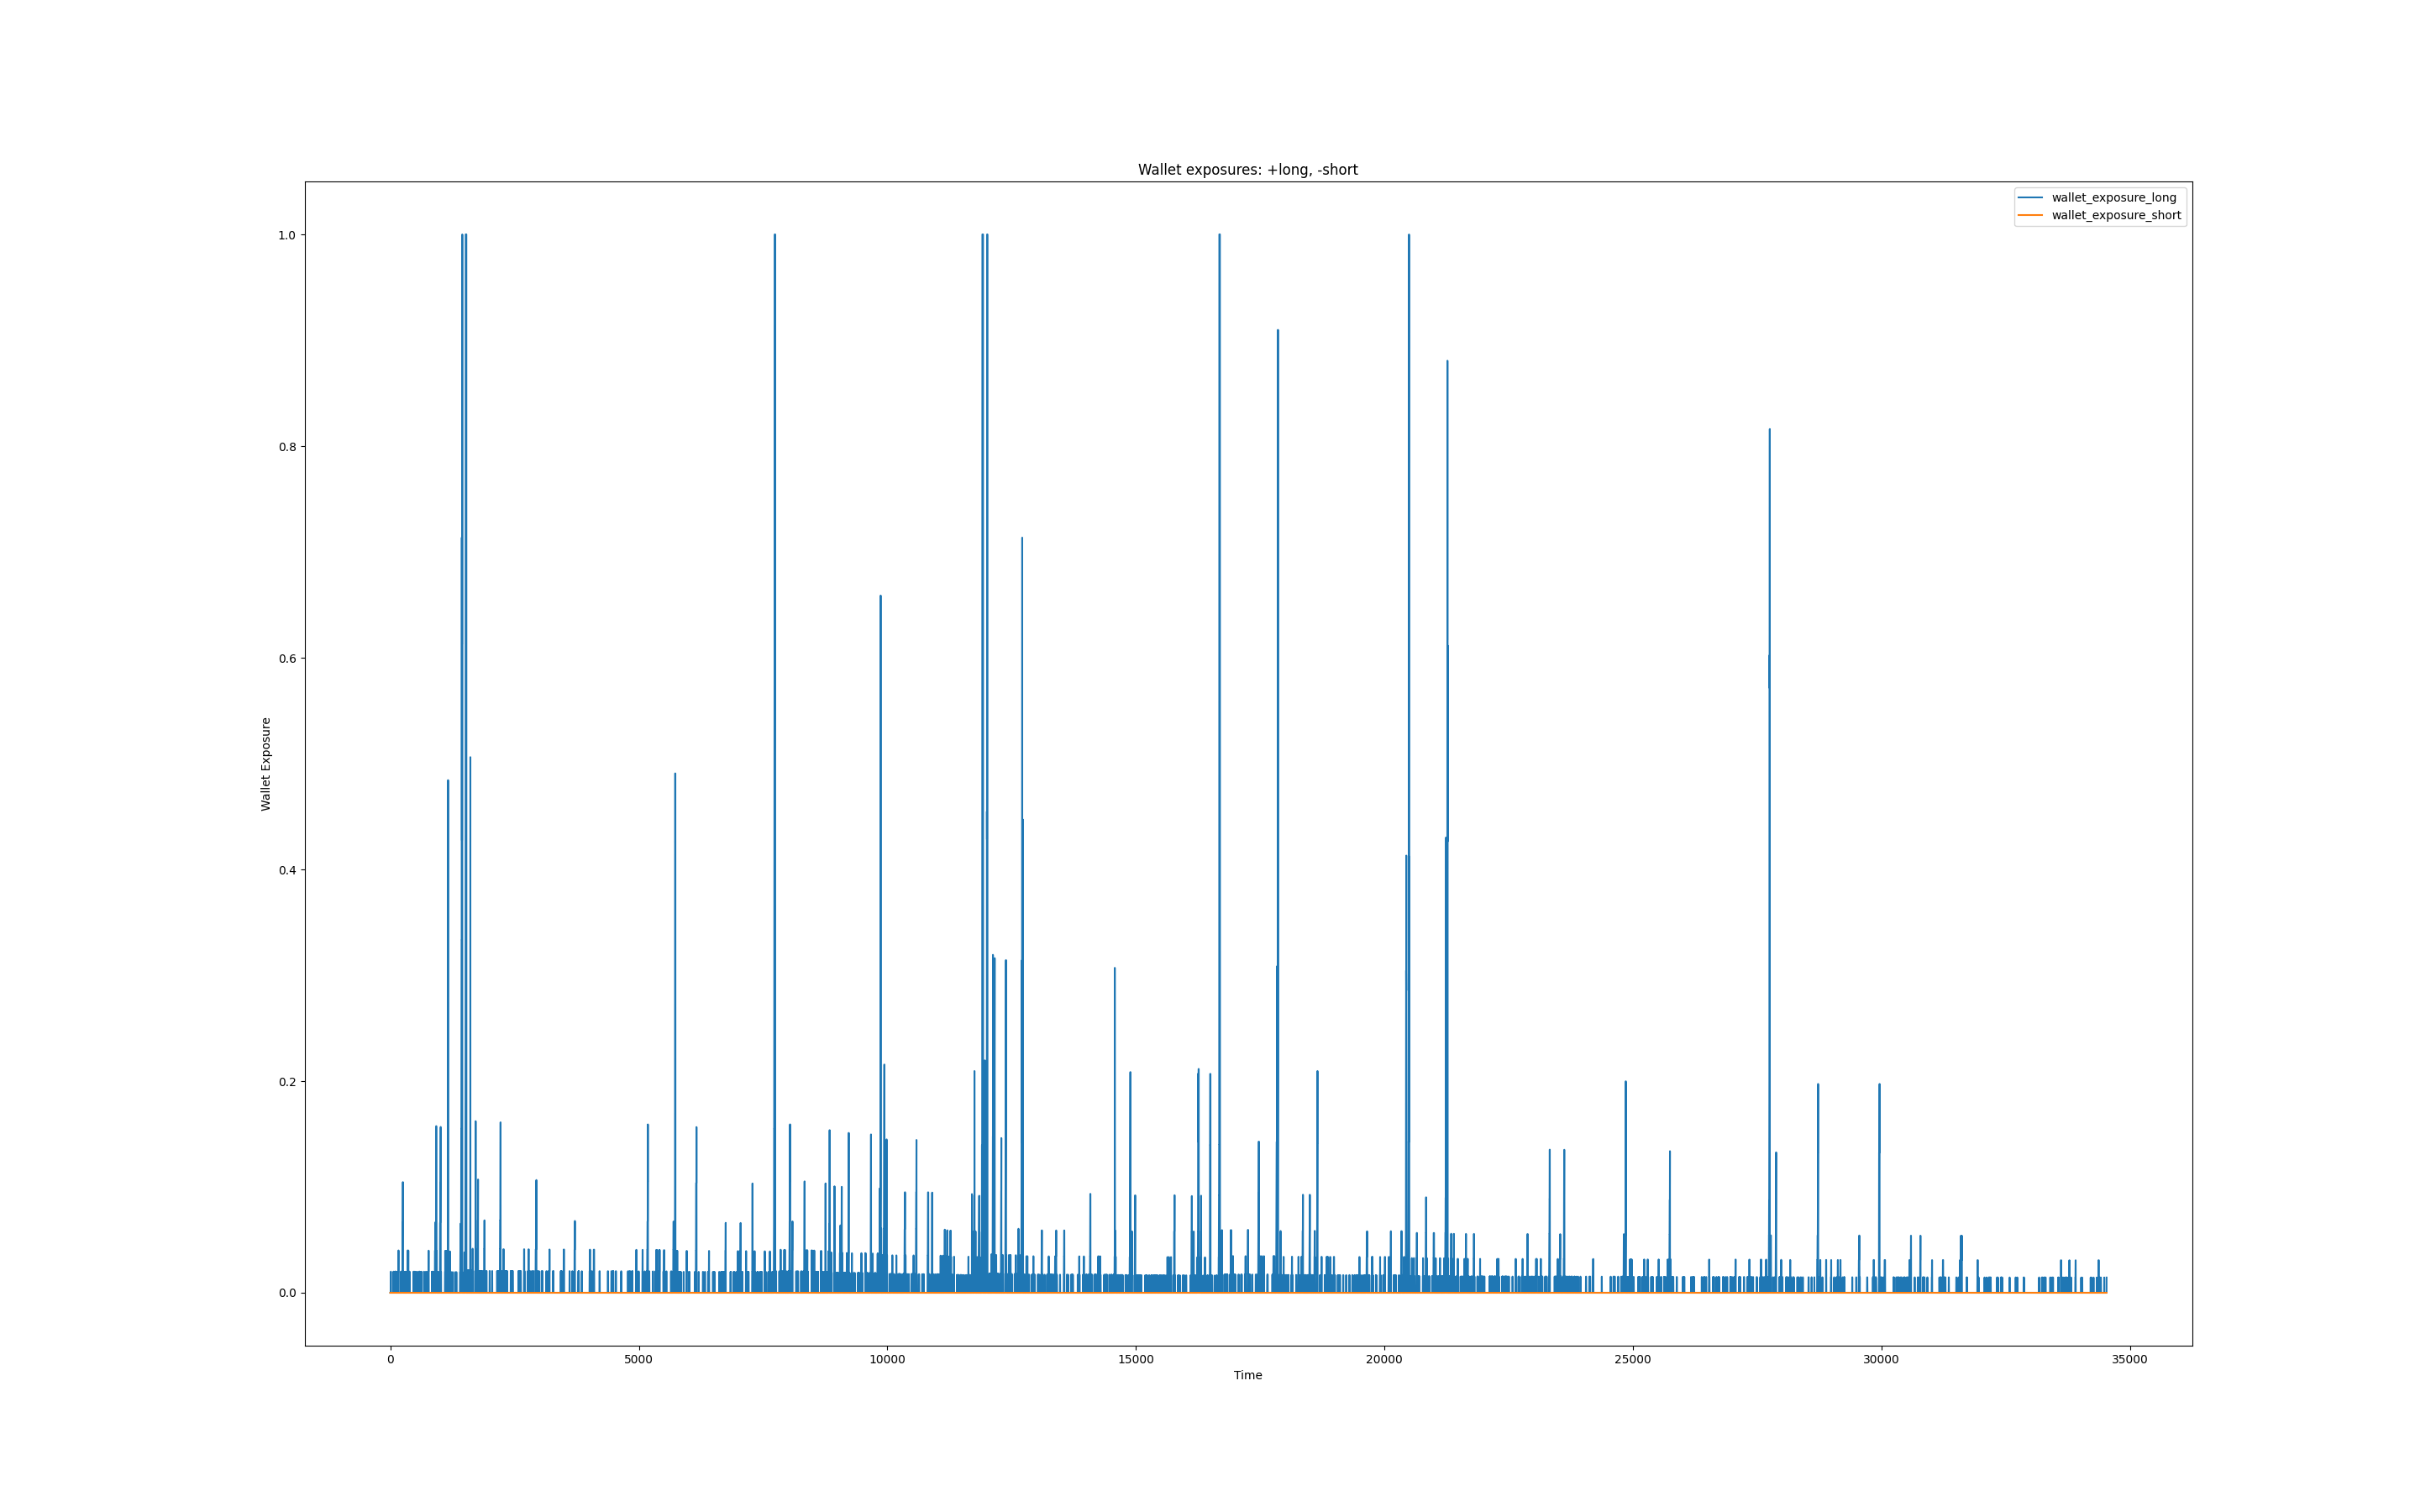 Wallet exposures: +long, -short
wallet_exposure_long
wallet_exposure_short
1.0
0.8
0.6
0.4
0.2
0.0
Wallet Exposure
0 5000 10000 15000 20000 25000 30000 35000
Time